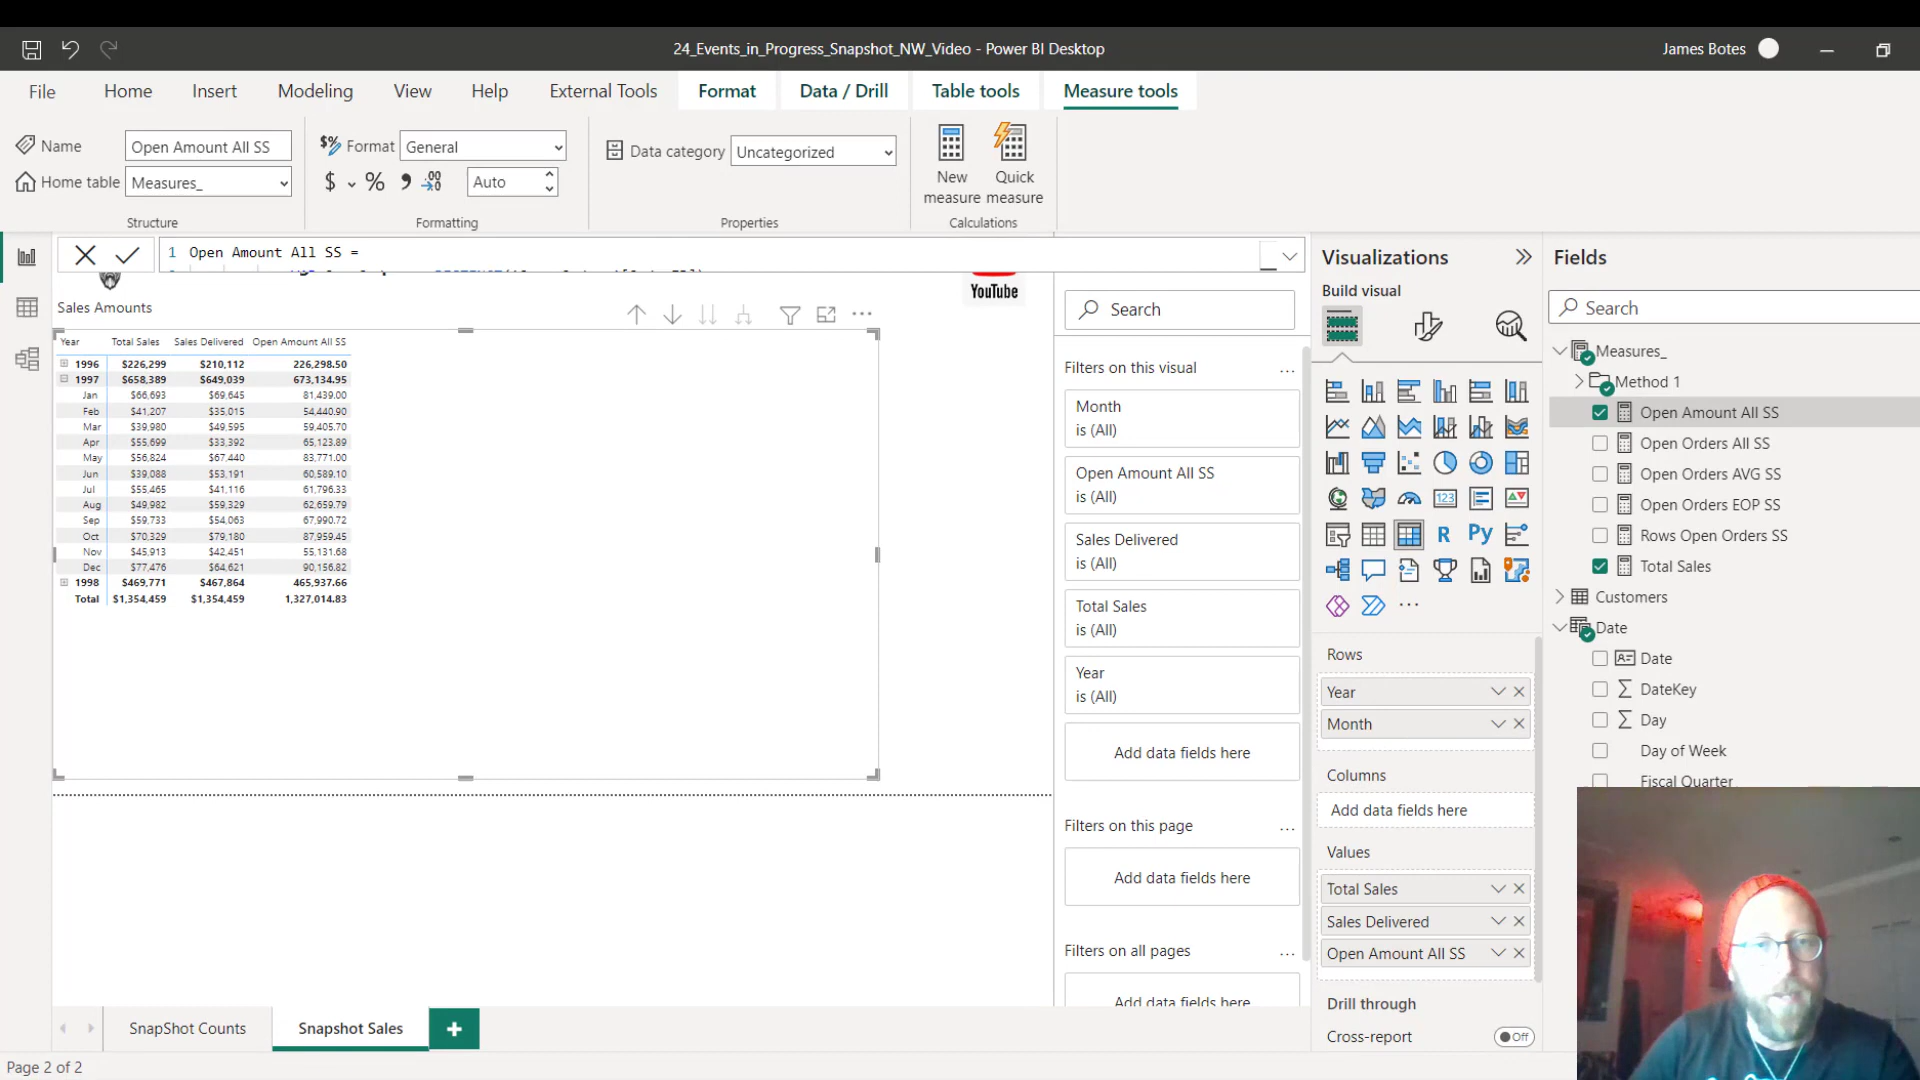 24_Events_in_Progress_Snapshot_NW_Video - Power BI Desktop
James Botes
File Home Insert Modeling View Help External Tools Format Data / Drill Table tools Measure tools
Name Open Amount All SS
Home table Measures_
Structure
$% Format General
$ % , .00 Auto
Formatting
Data category Uncategorized
Properties
New measure
Quick measure
Calculations
1 Open Amount All SS =
YouTube
Sales Amounts
Year Total Sales Sales Delivered Open Amount All SS
1996 $226,299 $210,112 226,298.50
1997 $658,389 $649,039 673,134.95
Jan $66,693 $69,645 81,439.00
Feb $41,207 $35,015 54,440.90
Mar $39,980 $49,595 59,405.70
Apr $55,699 $33,392 65,123.89
May $56,824 $67,440 83,771.00
Jun $39,088 $53,191 60,589.10
Jul $55,465 $41,116 61,796.33
Aug $49,982 $59,329 62,659.79
Sep $59,733 $54,063 67,990.72
Oct $70,329 $79,180 87,959.45
Nov $45,913 $42,451 55,131.68
Dec $77,476 $64,621 90,156.82
1998 $469,771 $467,864 465,937.66
Total $1,354,459 $1,354,459 1,327,014.83
Search
Filters on this visual ...
Month
is (All)
Open Amount All SS
is (All)
Sales Delivered
is (All)
Total Sales
is (All)
Year
is (All)
Add data fields here
Filters on this page ...
Add data fields here
Filters on all pages ...
Add data fields here
Visualizations
Build visual
123
R Py
...
Rows
Year
Month
Columns
Add data fields here
Values
Total Sales
Sales Delivered
Open Amount All SS
Drill through
Cross-report Off
Fields
Search
Measures_
Method 1
Open Amount All SS
Open Orders All SS
Open Orders AVG SS
Open Orders EOP SS
Rows Open Orders SS
Total Sales
Customers
Date
Date
DateKey
Day
Day of Week
Fiscal Quarter
SnapShot Counts Snapshot Sales
Page 2 of 2